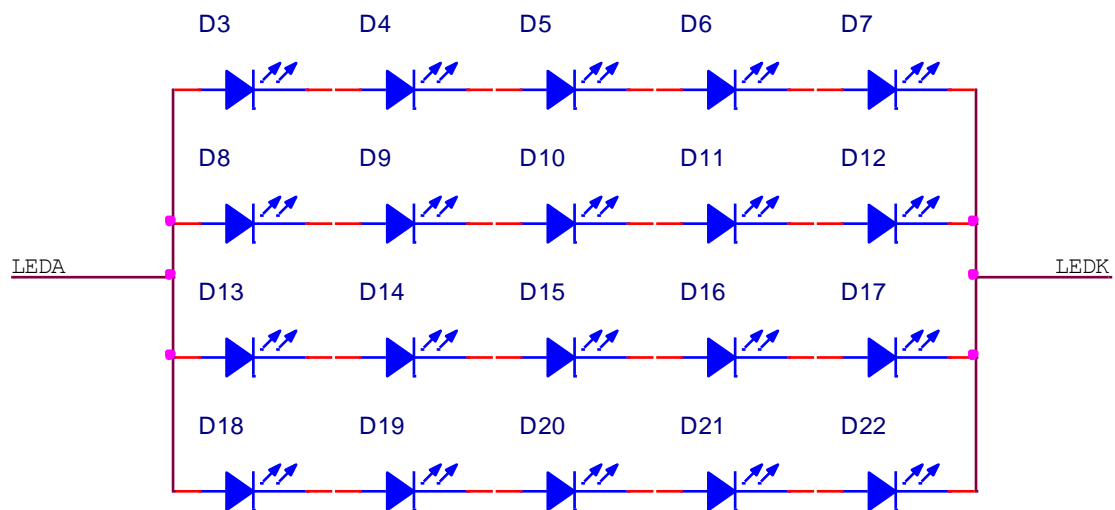 D3 D4 D5 D6 D7
D8 D9 D10 D11 D12
LEDA LEDK
D13 D14 D15 D16 D17
D18 D19 D20 D21 D22